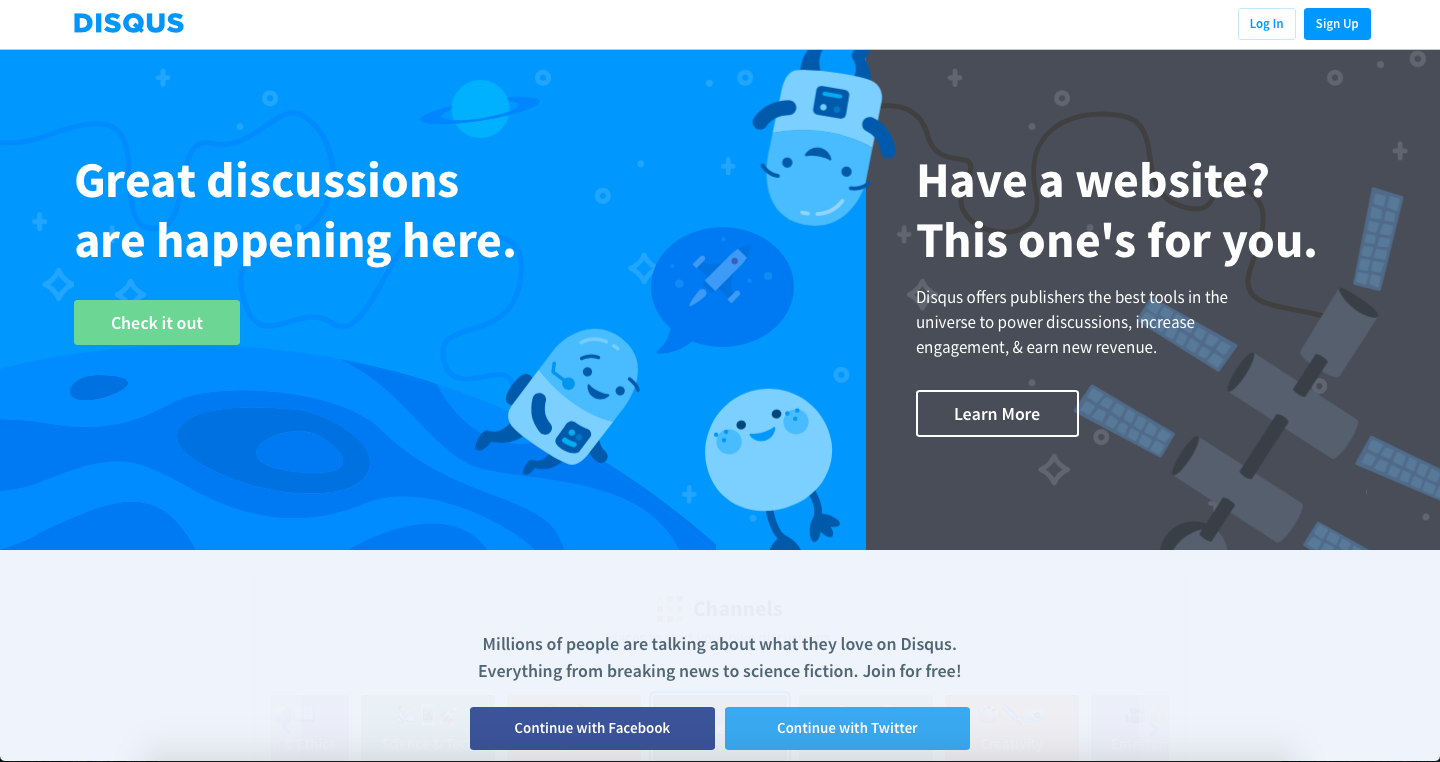 DISQUS
Log In
Sign Up
Great discussions
are happening here.
Check it out
Have a website?
This one's for you.
Disqus offers publishers the best tools in the
universe to power discussions, increase
engagement, & earn new revenue.
Learn More
Channels
Millions of people are talking about what they love on Disqus.
Everything from breaking news to science fiction. Join for free!
Continue with Facebook
Continue with Twitter